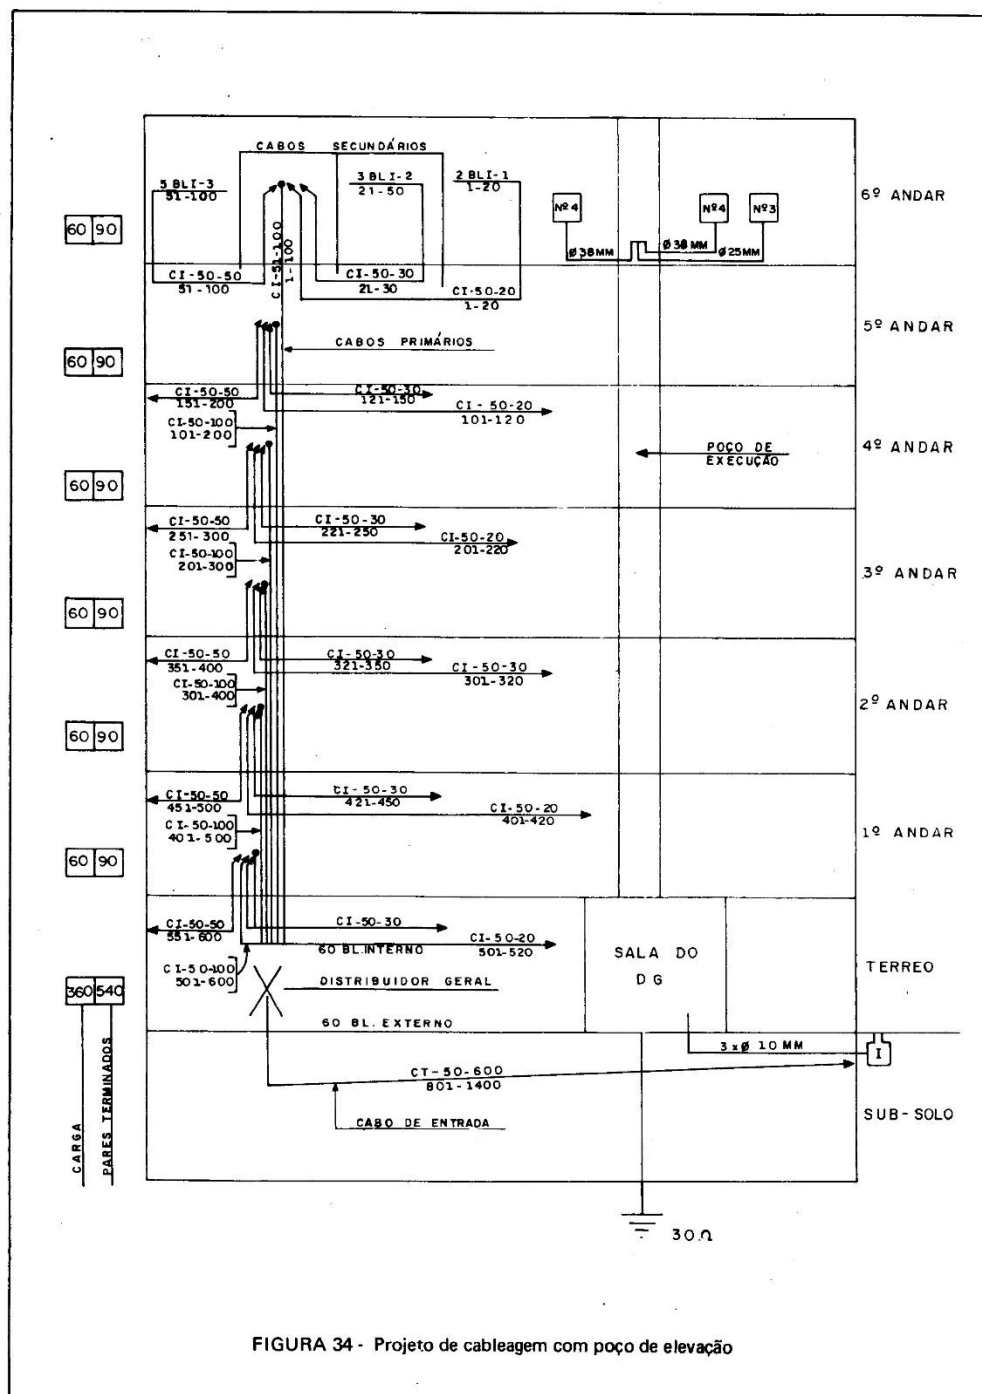 CABOS SECUNDÁRIOS
5 BLI-3
51-100
3 BLI-2
21-50
2 BLI-1
1-20
6º ANDAR
Nº4
Nº4
Nº3
60 90
CI-51-100
1-100
Ø38MM
Ø38MM
Ø25MM
CI-50-50
51-100
CI-50-30
21-30
CI-50-20
1-20
5º ANDAR
CABOS PRIMÁRIOS
60 90
CI-50-50
151-200
CI-50-30
121-150
CI-50-20
101-120
CI-50-100
101-200
POÇO DE
EXECUÇÃO
4º ANDAR
60 90
CI-50-50
251-300
CI-50-30
221-250
CI-50-20
201-220
CI-50-100
201-300
3º ANDAR
60 90
CI-50-50
351-400
CI-50-30
321-350
CI-50-30
301-320
CI-50-100
301-400
2º ANDAR
60 90
CI-50-50
451-500
CI-50-30
421-450
CI-50-20
401-420
CI-50-100
401-500
1º ANDAR
60 90
CI-50-50
551-600
CI-50-30
CI-50-20
501-520
60 BL.INTERNO
CI-50-100
501-600
SALA DO
DG
TERREO
360 540
DISTRIBUIDOR GERAL
60 BL. EXTERNO
3 x Ø 10 MM
I
CT-50-600
801-1400
CABO DE ENTRADA
SUB-SOLO
CARGA
PARES TERMINADOS
30Ω
FIGURA 34 - Projeto de cableagem com poço de elevação